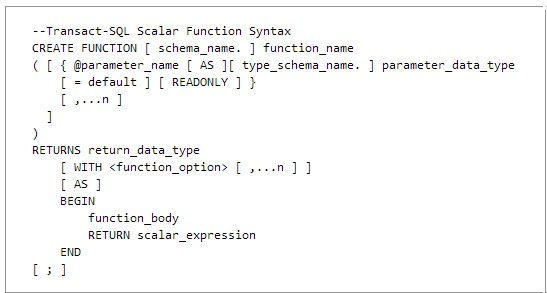 --Transact-SQL Scalar Function Syntax
CREATE FUNCTION [ schema_name. ] function_name
( [ { @parameter_name [ AS ][ type_schema_name. ] parameter_data_type
    [ = default ] [ READONLY ] }
    [ ,...n ]
  ]
)
RETURNS return_data_type
    [ WITH <function_option> [ ,...n ] ]
    [ AS ]
    BEGIN
        function_body
        RETURN scalar_expression
    END
[ ; ]